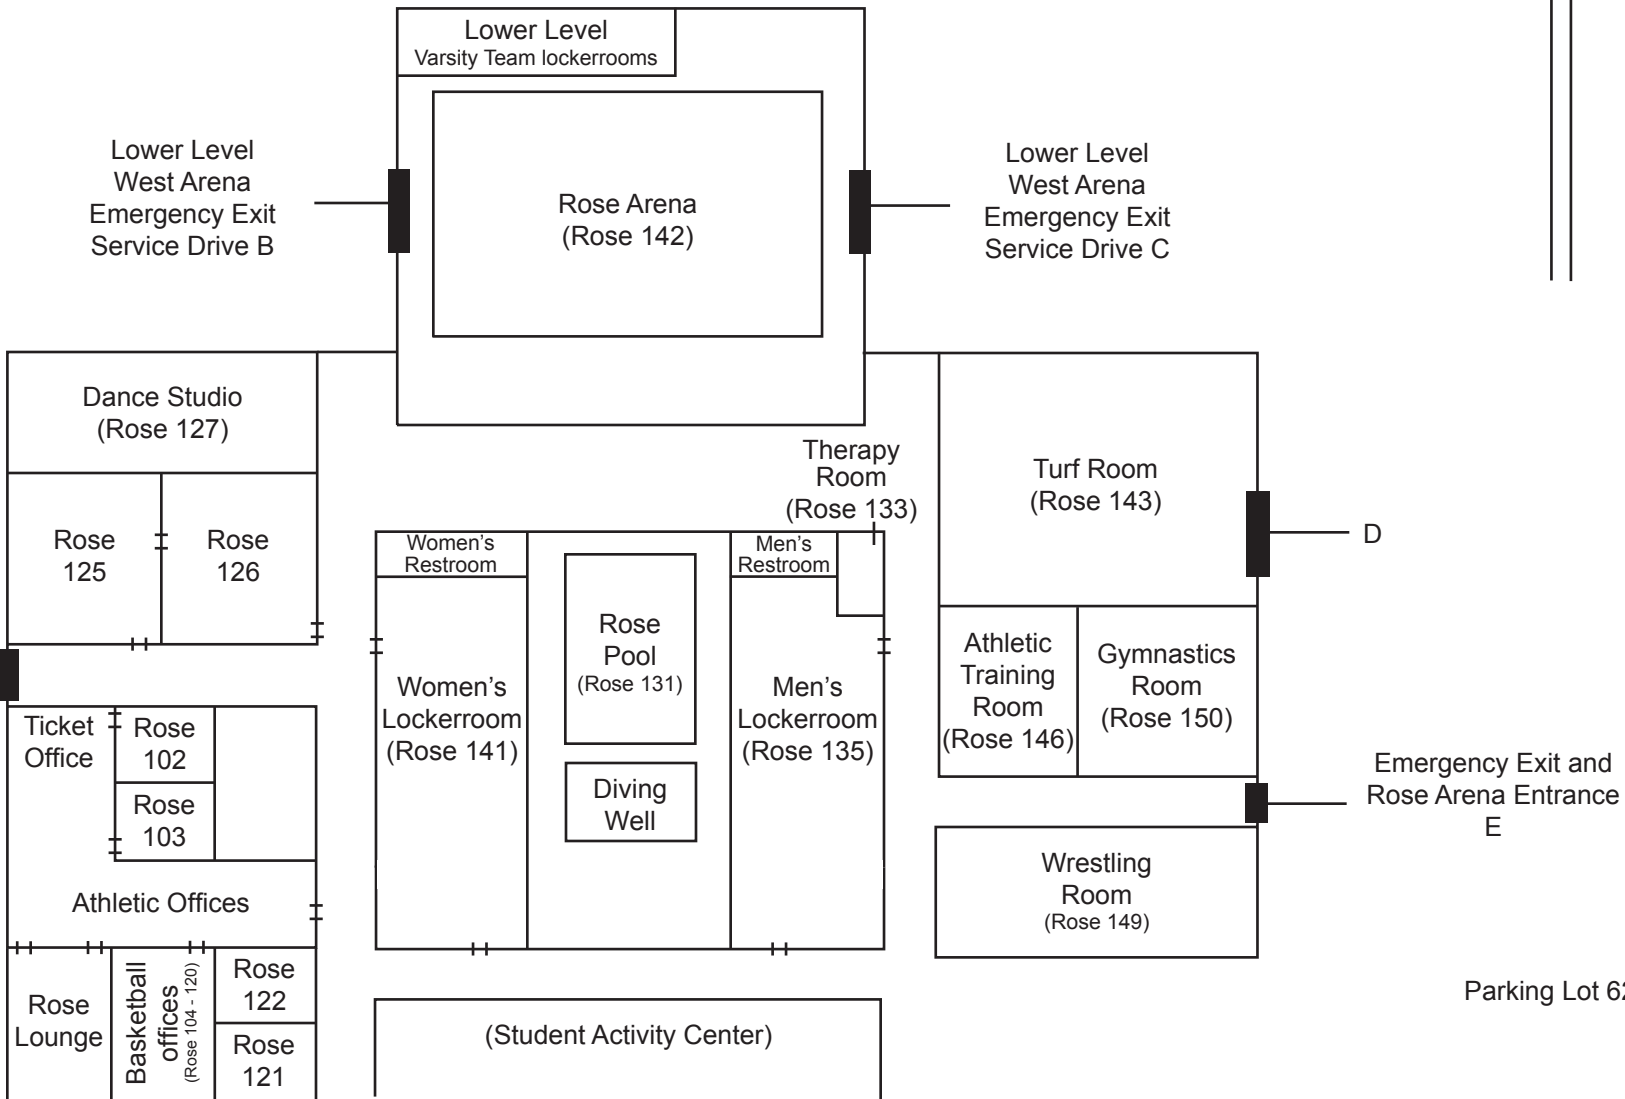 Lower Level
Varsity Team lockerrooms
Lower Level
West Arena
Emergency Exit
Service Drive B
Rose Arena
(Rose 142)
Lower Level
West Arena
Emergency Exit
Service Drive C
Dance Studio
(Rose 127)
Therapy
Room
(Rose 133)
Turf Room
(Rose 143)
D
Rose
125
Rose
126
Women's
Restroom
Men's
Restroom
Rose
Pool
(Rose 131)
Women's
Lockerroom
(Rose 141)
Men's
Lockerroom
(Rose 135)
Athletic
Training
Room
(Rose 146)
Gymnastics
Room
(Rose 150)
Ticket
Office
Rose
102
Rose
103
Diving
Well
Emergency Exit and
Rose Arena Entrance
E
Wrestling
Room
(Rose 149)
Athletic Offices
Rose
Lounge
Basketball
offices
(Rose 104 - 120)
Rose
122
Rose
121
(Student Activity Center)
Parking Lot 62